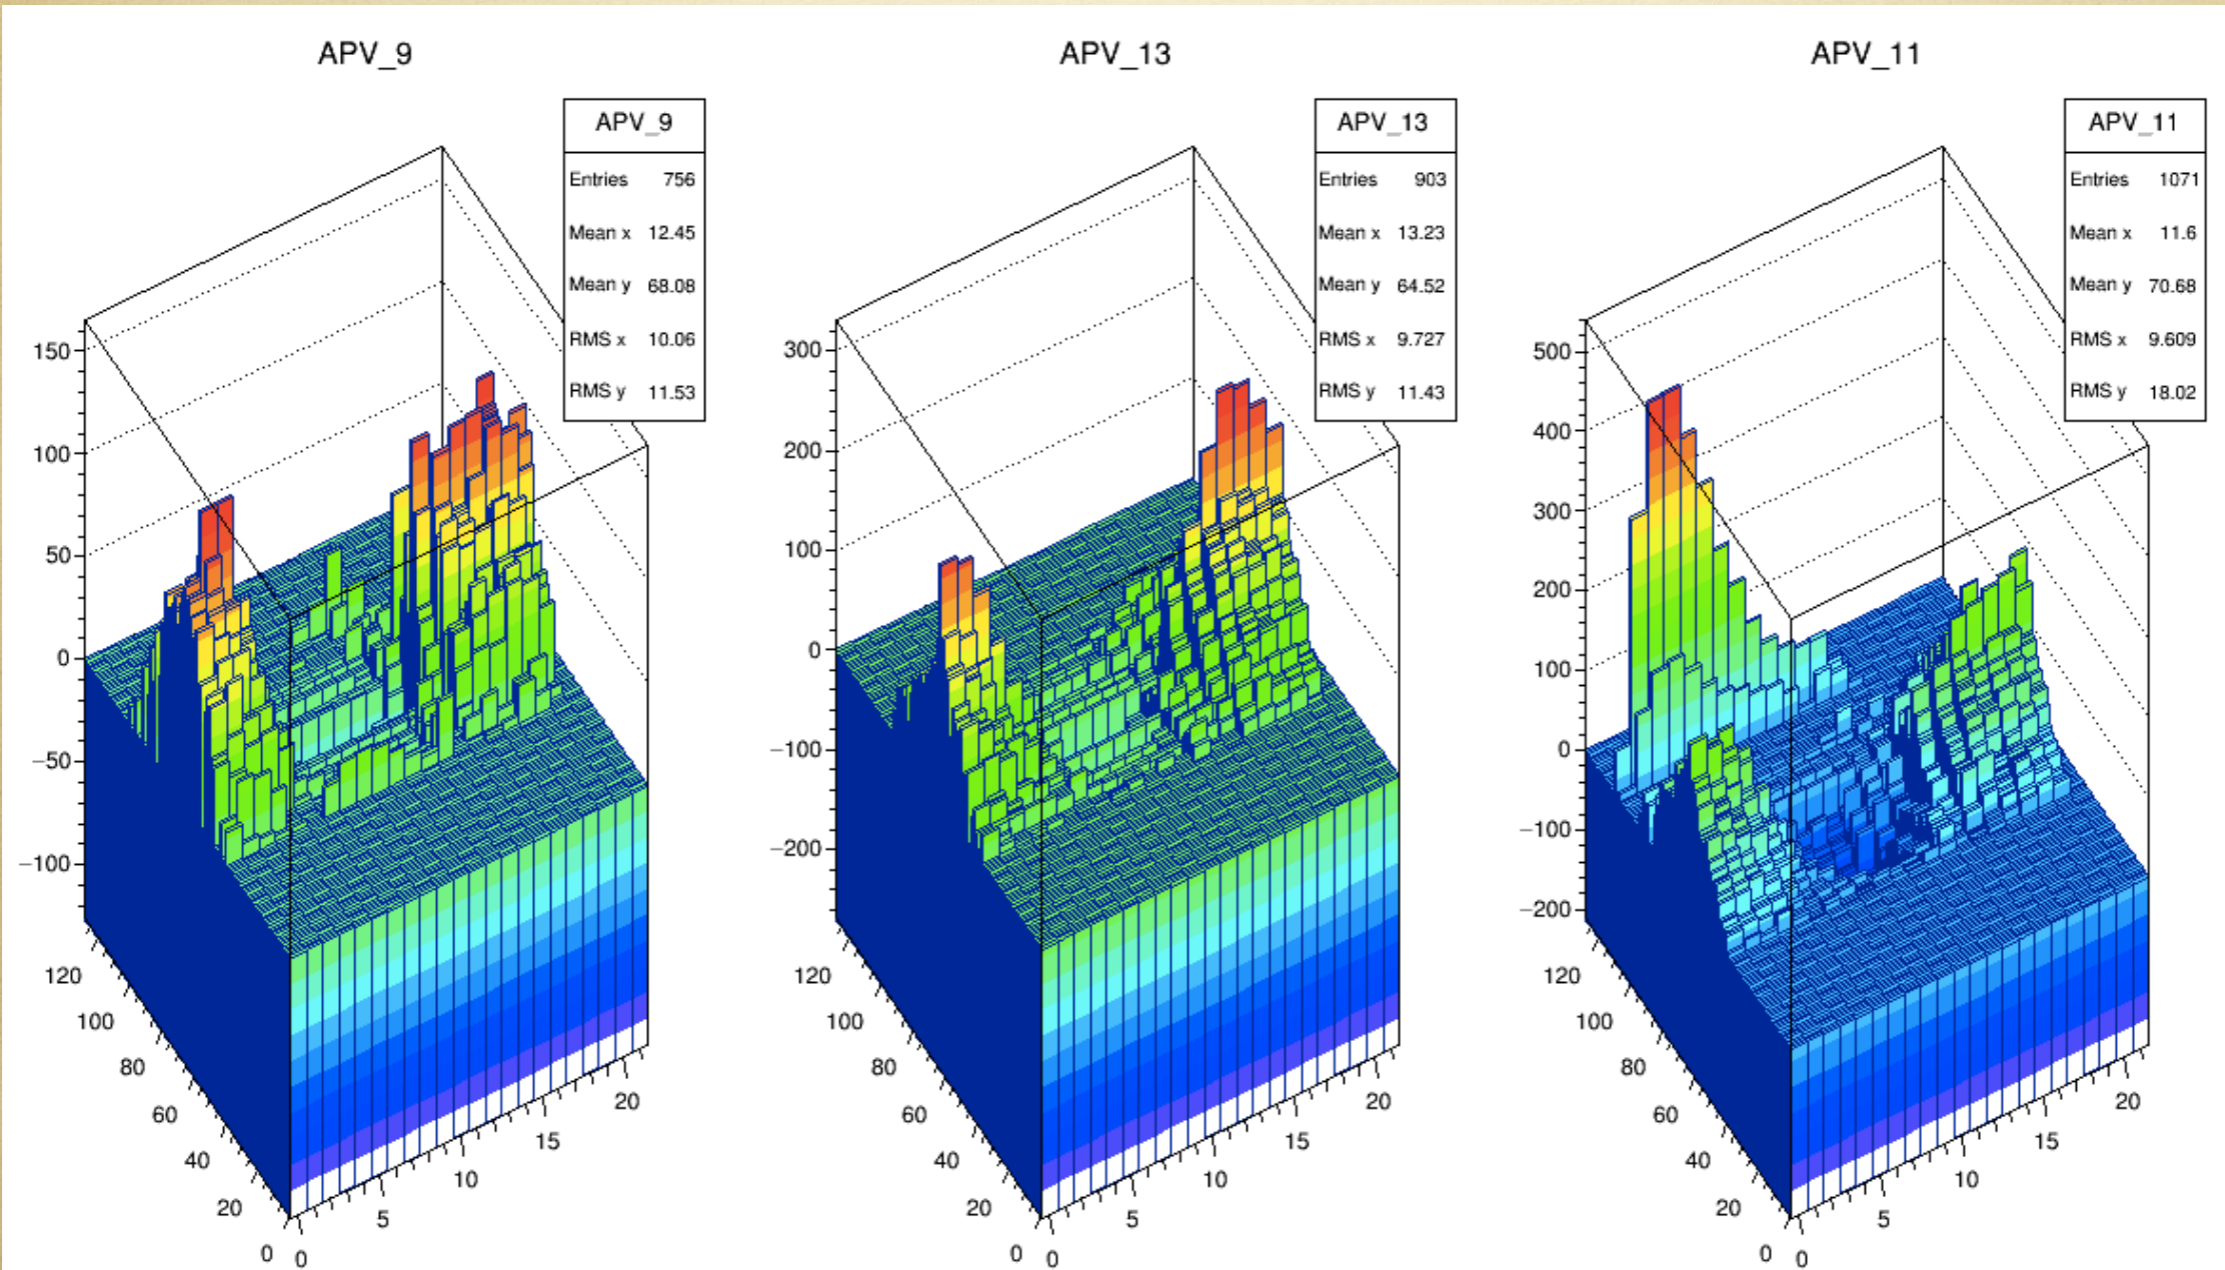 APV_9
APV_9
Entries 756
Mean x 12.45
Mean y 68.08
RMS x 10.06
RMS y 11.53
150
100
50
0
−50
−100
120
100
80
60
40
20
0
0
5
10
15
20
APV_13
APV_13
Entries 903
Mean x 13.23
Mean y 64.52
RMS x 9.727
RMS y 11.43
300
200
100
0
−100
−200
120
100
80
60
40
20
0
0
5
10
15
20
APV_11
APV_11
Entries 1071
Mean x 11.6
Mean y 70.68
RMS x 9.609
RMS y 18.02
500
400
300
200
100
0
−100
−200
120
100
80
60
40
20
0
0
5
10
15
20